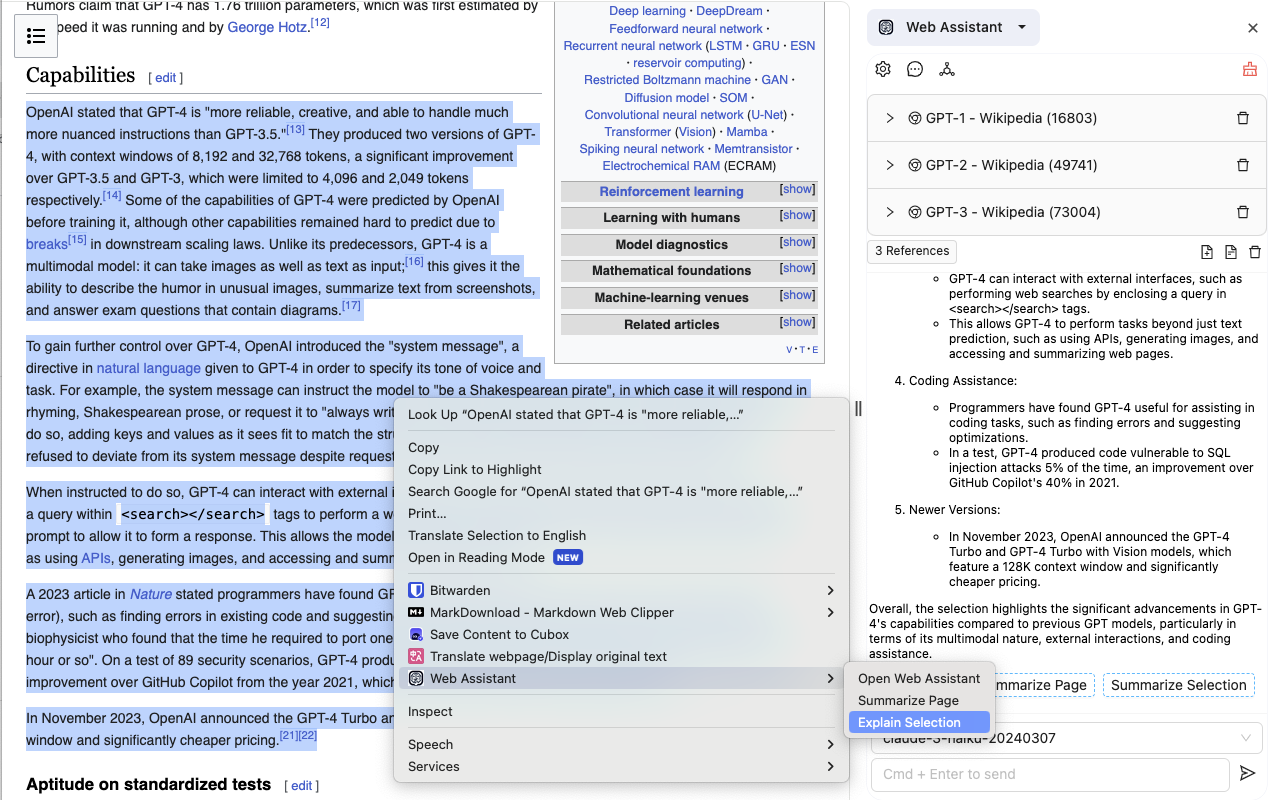 Rumors claim that GPT-4 has 1.76 trillion parameters, which was first estimated by
speed it was running and by George Hotz.[12]
Capabilities [ edit ]
OpenAI stated that GPT-4 is "more reliable, creative, and able to handle much
more nuanced instructions than GPT-3.5."[13] They produced two versions of GPT-
4, with context windows of 8,192 and 32,768 tokens, a significant improvement
over GPT-3.5 and GPT-3, which were limited to 4,096 and 2,049 tokens
respectively.[14] Some of the capabilities of GPT-4 were predicted by OpenAI
before training it, although other capabilities remained hard to predict due to
breaks[15] in downstream scaling laws. Unlike its predecessors, GPT-4 is a
multimodal model: it can take images as well as text as input;[16] this gives it the
ability to describe the humor in unusual images, summarize text from screenshots,
and answer exam questions that contain diagrams.[17]
To gain further control over GPT-4, OpenAI introduced the "system message", a
directive in natural language given to GPT-4 in order to specify its tone of voice and
task. For example, the system message can instruct the model to "be a Shakespearean pirate", in which case it will respond in
rhyming, Shakespearean prose, or request it to "always
do so, adding keys and values as it sees fit to match the
refused to deviate from its system message despite
When instructed to do so, GPT-4 can interact with external
a query within <search></search> tags to perform a
prompt to allow it to form a response. This allows the
as using APIs, generating images, and accessing and
A 2023 article in Nature stated programmers have found
error), such as finding errors in existing code and
biophysicist who found that the time he required to port one
hour or so". On a test of 89 security scenarios, GPT-4
improvement over GitHub Copilot from the year 2021,
In November 2023, OpenAI announced the GPT-4 Turbo
window and significantly cheaper pricing.[21][22]
Aptitude on standardized tests [ edit ]
Deep learning · DeepDream ·
Feedforward neural network ·
Recurrent neural network (LSTM · GRU · ESN
· reservoir computing) ·
Restricted Boltzmann machine · GAN ·
Diffusion model · SOM ·
Convolutional neural network (U-Net) ·
Transformer (Vision) · Mamba ·
Spiking neural network · Memtransistor ·
Electrochemical RAM (ECRAM)
Reinforcement learning [show]
Learning with humans [show]
Model diagnostics [show]
Mathematical foundations [show]
Machine-learning venues [show]
Related articles [show]
V · T · E
Look Up “OpenAI stated that GPT-4 is "more reliable,…”
Copy
Copy Link to Highlight
Search Google for “OpenAI stated that GPT-4 is "more reliable,…”
Print…
Translate Selection to English
Open in Reading Mode NEW
Bitwarden
MarkDownload - Markdown Web Clipper
Save Content to Cubox
Translate webpage/Display original text
Web Assistant
Inspect
Speech
Services
Open Web Assistant
Summarize Page
Explain Selection
Web Assistant
GPT-1 - Wikipedia (16803)
GPT-2 - Wikipedia (49741)
GPT-3 - Wikipedia (73004)
3 References
GPT-4 can interact with external interfaces, such as
performing web searches by enclosing a query in
<search></search> tags.
This allows GPT-4 to perform tasks beyond just text
prediction, such as using APIs, generating images, and
accessing and summarizing web pages.
4. Coding Assistance:
Programmers have found GPT-4 useful for assisting in
coding tasks, such as finding errors and suggesting
optimizations.
In a test, GPT-4 produced code vulnerable to SQL
injection attacks 5% of the time, an improvement over
GitHub Copilot's 40% in 2021.
5. Newer Versions:
In November 2023, OpenAI announced the GPT-4
Turbo and GPT-4 Turbo with Vision models, which
feature a 128K context window and significantly
cheaper pricing.
Overall, the selection highlights the significant advancements in GPT-
4's capabilities compared to previous GPT models, particularly in
terms of its multimodal nature, external interactions, and coding
assistance.
Page Summarize Selection
claude-3-haiku-20240307
Cmd + Enter to send